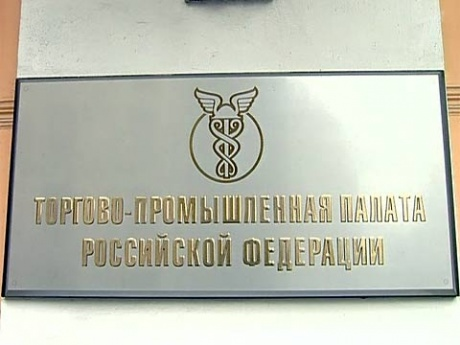 ТОРГОВО-ПРОМЫШЛЕННАЯ ПАЛАТА
РОССИЙСКОЙ ФЕДЕРАЦИИ